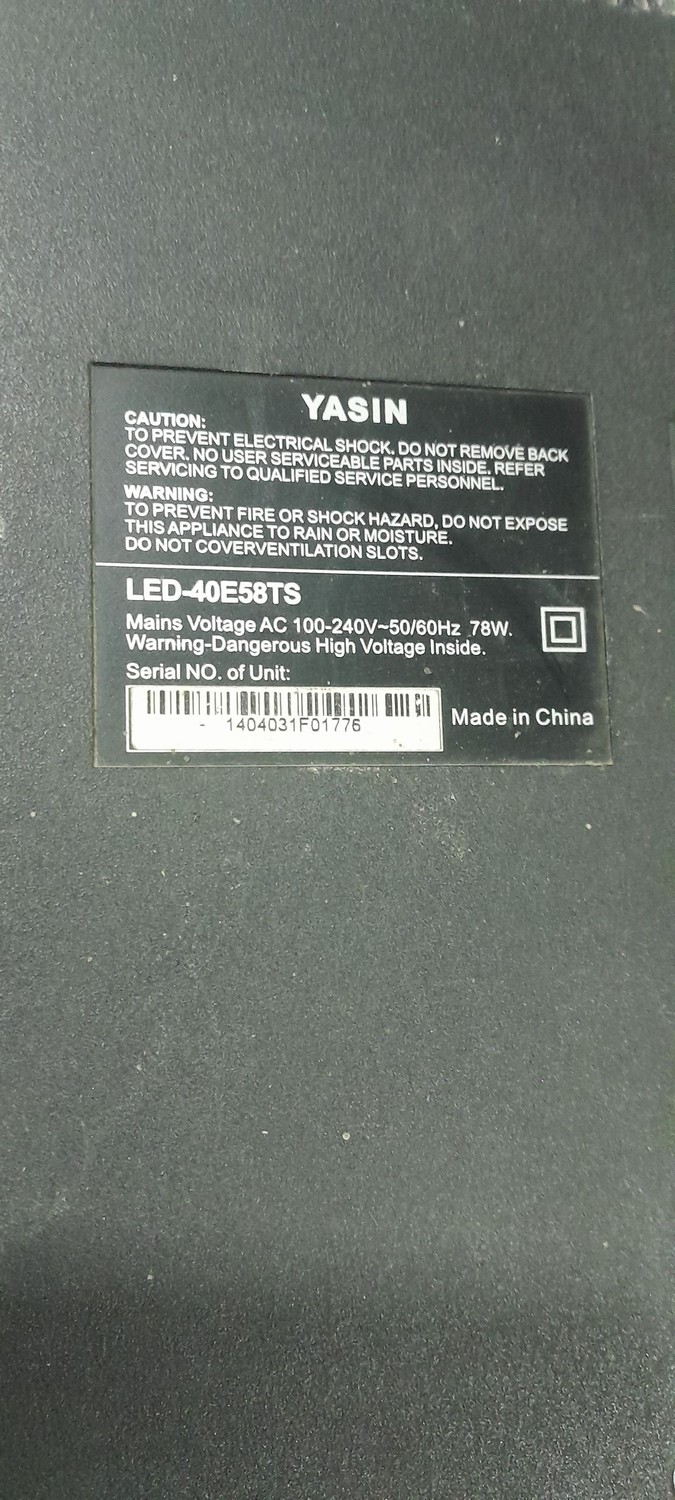 YASIN
CAUTION:
TO PREVENT ELECTRICAL SHOCK, DO NOT REMOVE BACK
COVER. NO USER SERVICEABLE PARTS INSIDE. REFER
SERVICING TO QUALIFIED SERVICE PERSONNEL.
WARNING:
TO PREVENT FIRE OR SHOCK HAZARD, DO NOT EXPOSE
THIS APPLIANCE TO RAIN OR MOISTURE.
DO NOT COVERVENTILATION SLOTS.
LED-40E58TS
Mains Voltage AC 100-240V~50/60Hz 78W.
Warning-Dangerous High Voltage Inside.
Serial NO. of Unit:
- 1404031F01776
Made in China